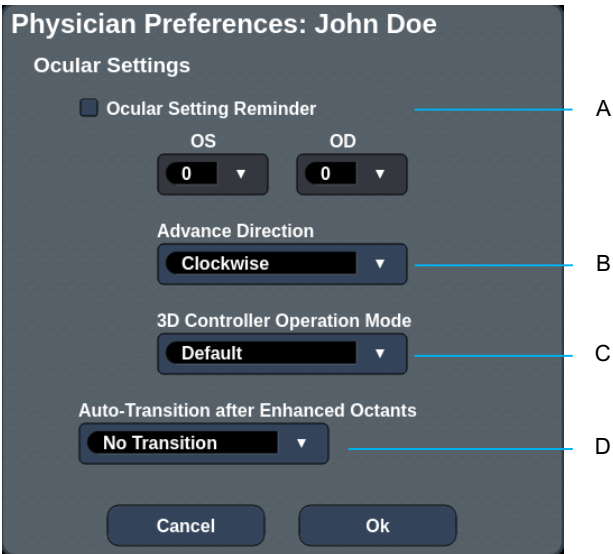 Physician Preferences: John Doe
Ocular Settings
Ocular Setting Reminder
A
OS OD
0 0
Advance Direction
Clockwise
B
3D Controller Operation Mode
Default
C
Auto-Transition after Enhanced Octants
No Transition
D
Cancel Ok